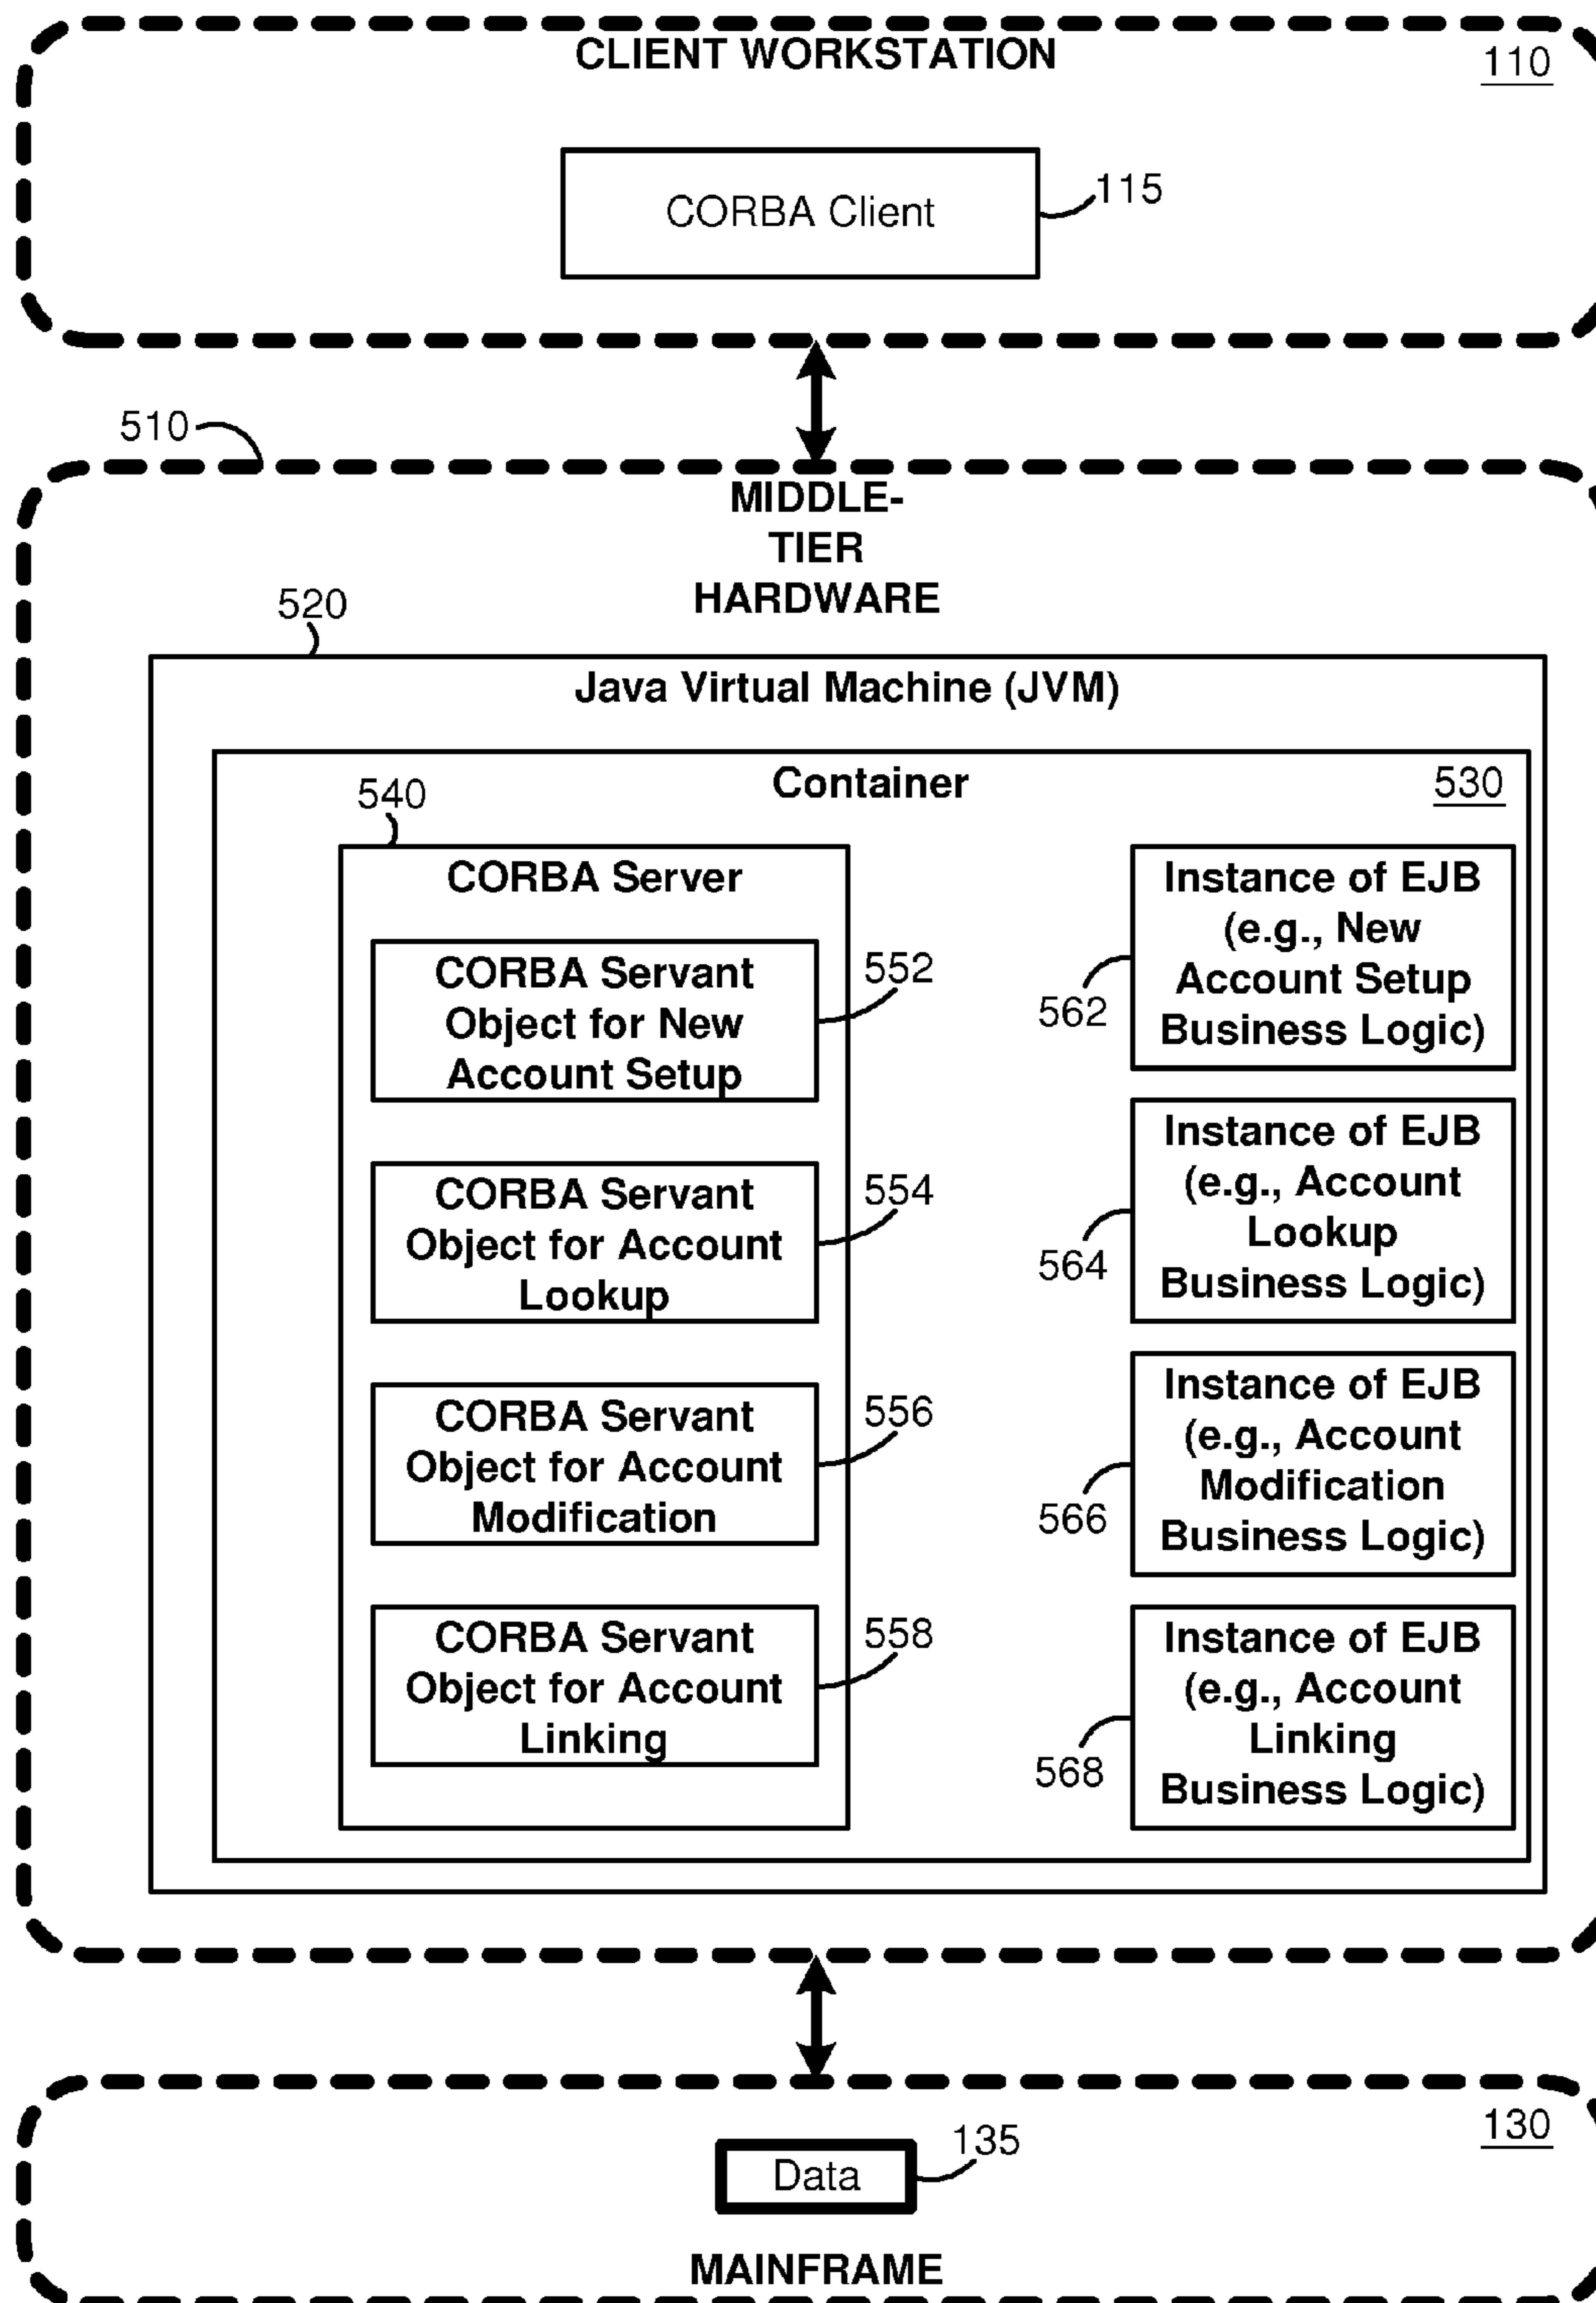 CLIENT WORKSTATION
110
CORBA Client
115
510
MIDDLE-
TIER
HARDWARE
520
Java Virtual Machine (JVM)
Container
530
540
CORBA Server
CORBA Servant
Object for New
Account Setup
552
CORBA Servant
Object for Account
Lookup
554
CORBA Servant
Object for Account
Modification
556
CORBA Servant
Object for Account
Linking
558
Instance of EJB
(e.g., New
Account Setup
Business Logic)
562
Instance of EJB
(e.g., Account
Lookup
Business Logic)
564
Instance of EJB
(e.g., Account
Modification
Business Logic)
566
Instance of EJB
(e.g., Account
Linking
Business Logic)
568
130
135
Data
MAINFRAME